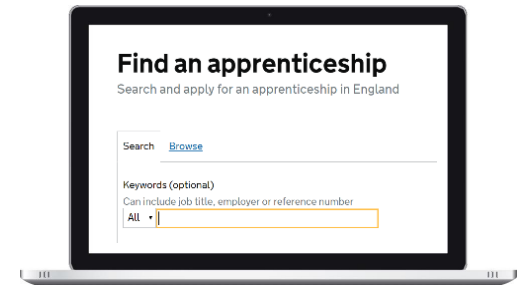 Find an apprenticeship
Search and apply for an apprenticeship in England
Search Browse
Keywords (optional)
Can include job title, employer or reference number
All